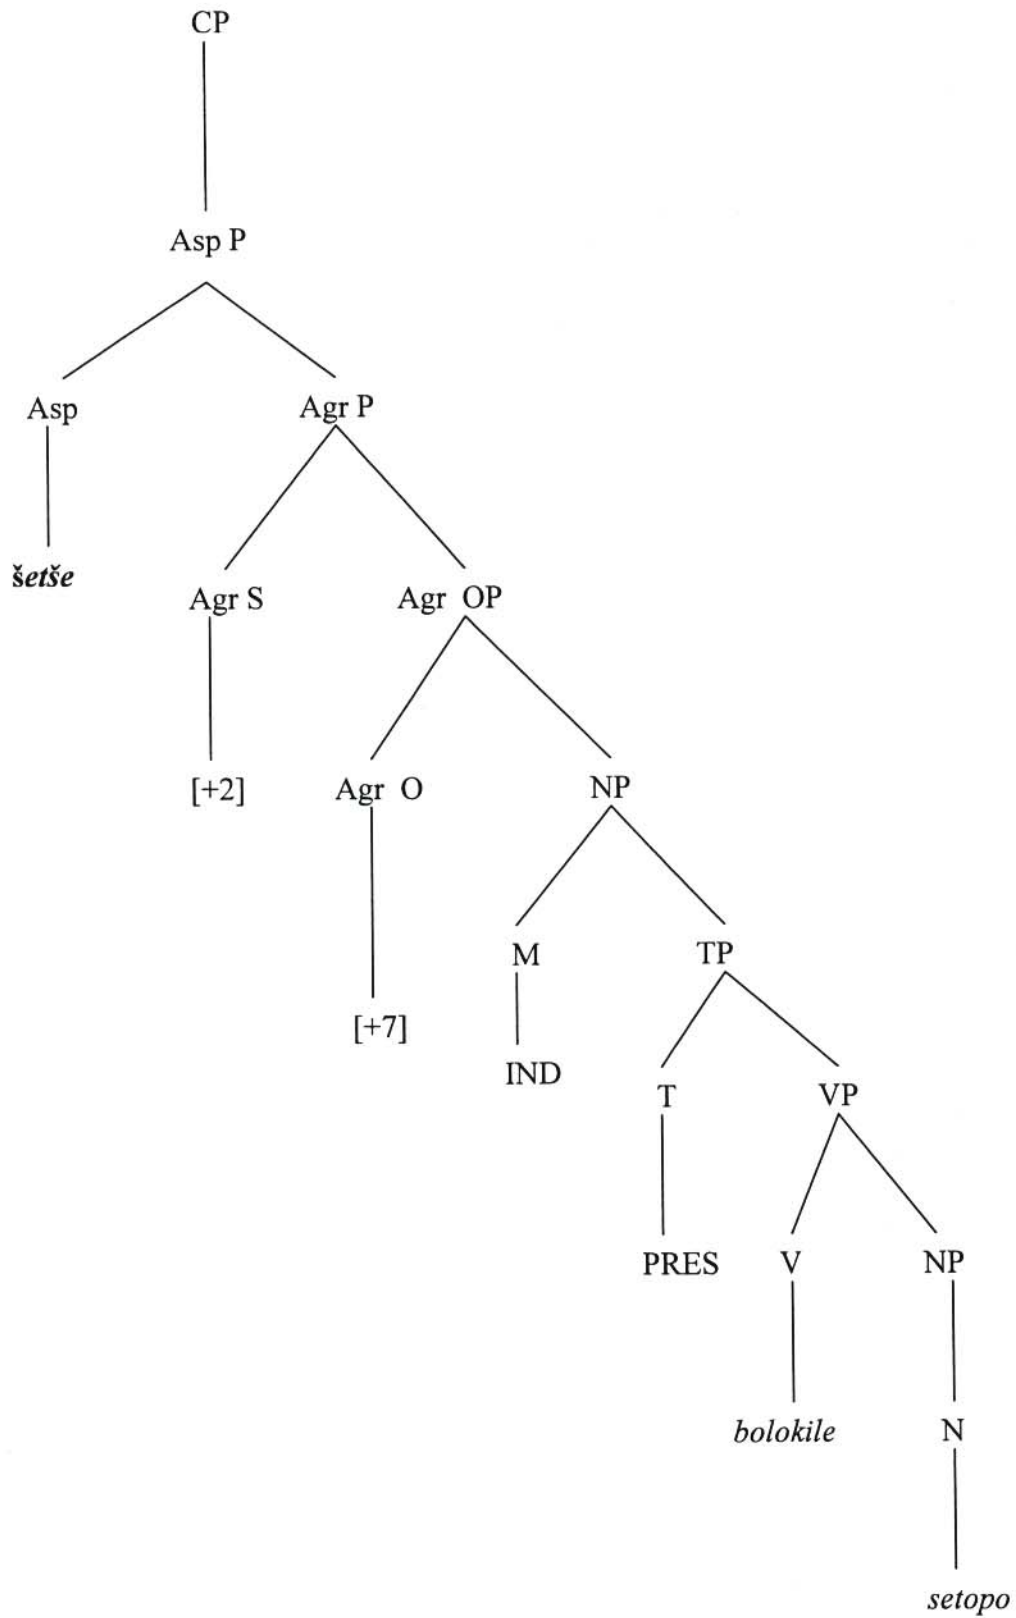 CP
Asp P
Asp Agr P
šetše
Agr S Agr OP
[+2] Agr O NP
M TP
[+7]
IND
T VP
PRES V NP
bolokile N
setopo